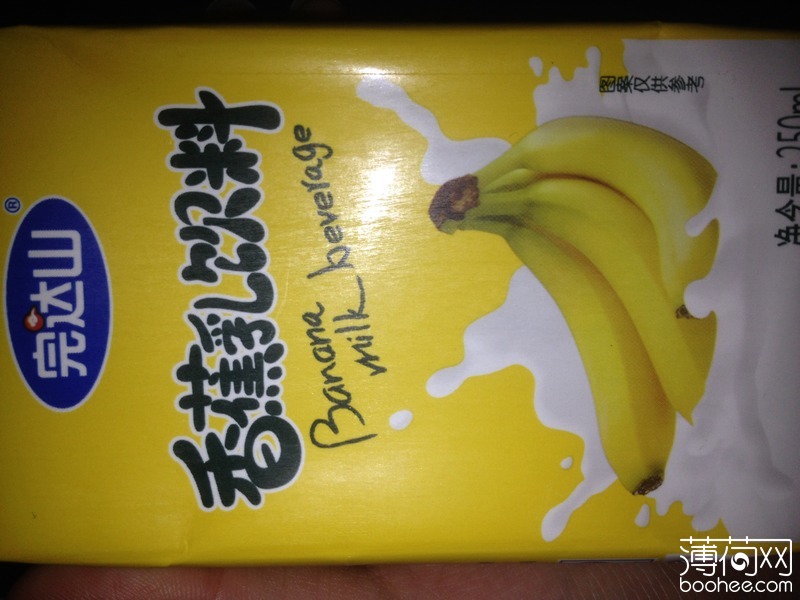 完达山
®
香蕉乳饮料
Banana
milk beverage
图案仅供参考
净含量:250ml
薄荷网
boohee.com